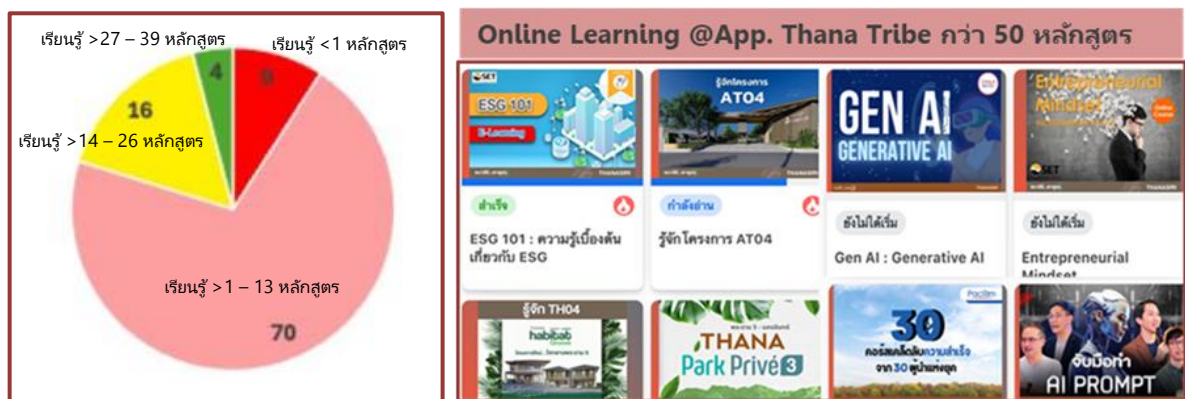 เรียนรู้ >27 – 39 หลักสูตร
เรียนรู้ <1 หลักสูตร
4
9
16
เรียนรู้ >14 – 26 หลักสูตร
เรียนรู้ >1 – 13 หลักสูตร
70
Online Learning @App. Thana Tribe กว่า 50 หลักสูตร
SET
ESG 101
E-Learning
สำเร็จ
ESG 101 : ความรู้เบื้องต้น
เกี่ยวกับ ESG
รู้จักโครงการ
AT04
กำลังอ่าน
รู้จักโครงการ AT04
GEN AI
GENERATIVE AI
ยังไม่ได้เริ่ม
Gen AI : Generative AI
Entrepreneurial
Mindset
Online
Course
SET
ยังไม่ได้เริ่ม
Entrepreneurial
Mindset
รู้จัก TH04
habitat
THANA
Park Privé 3
PacRim
30
คอร์สเคล็ดลับความสำเร็จ
จาก 30 ผู้นำแห่งยุค
จับมือทำ
AI PROMPT